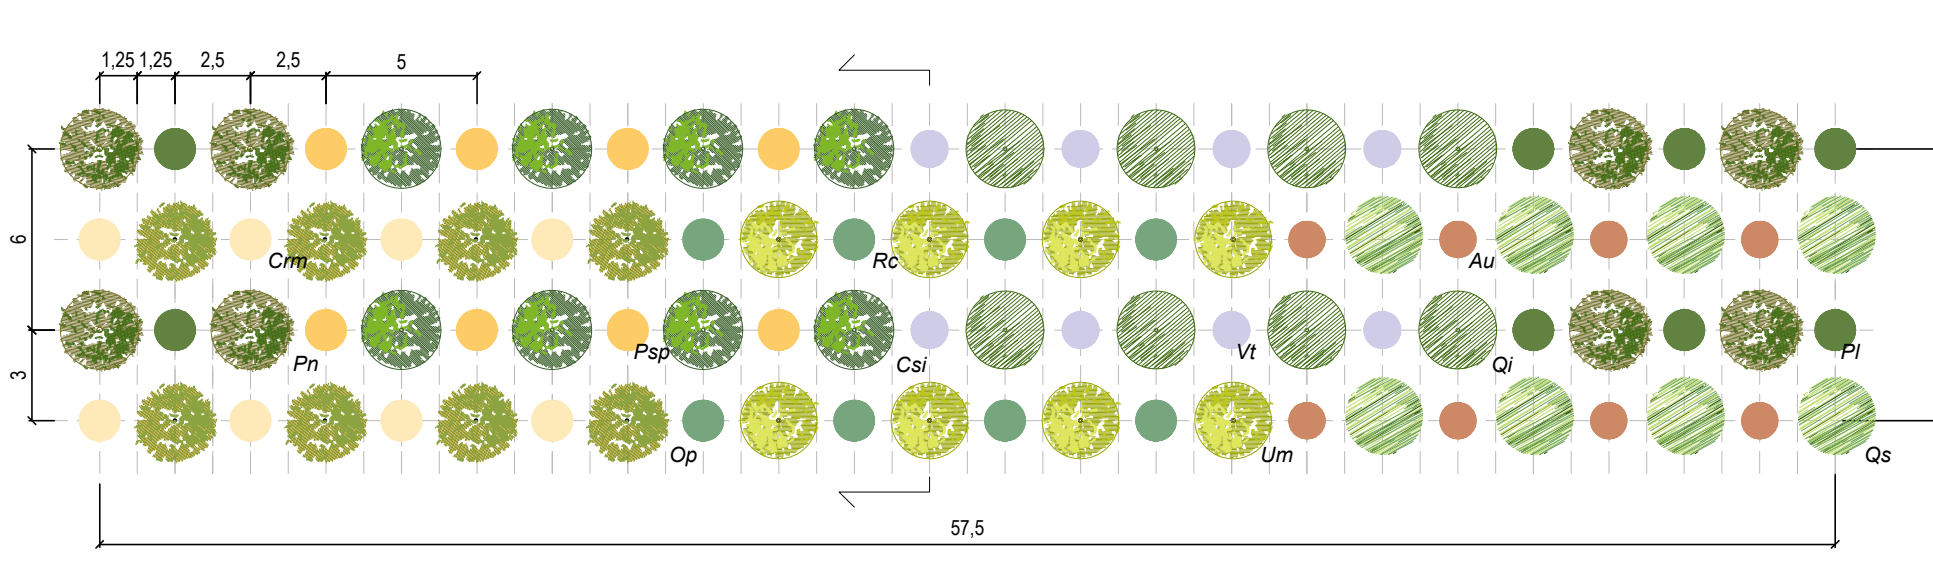 1,25 1,25 2,5 2,5 5
6
Crm Rc Au
Pn Psp Csi Vt Qi Pl
3
Op Um Qs
57,5